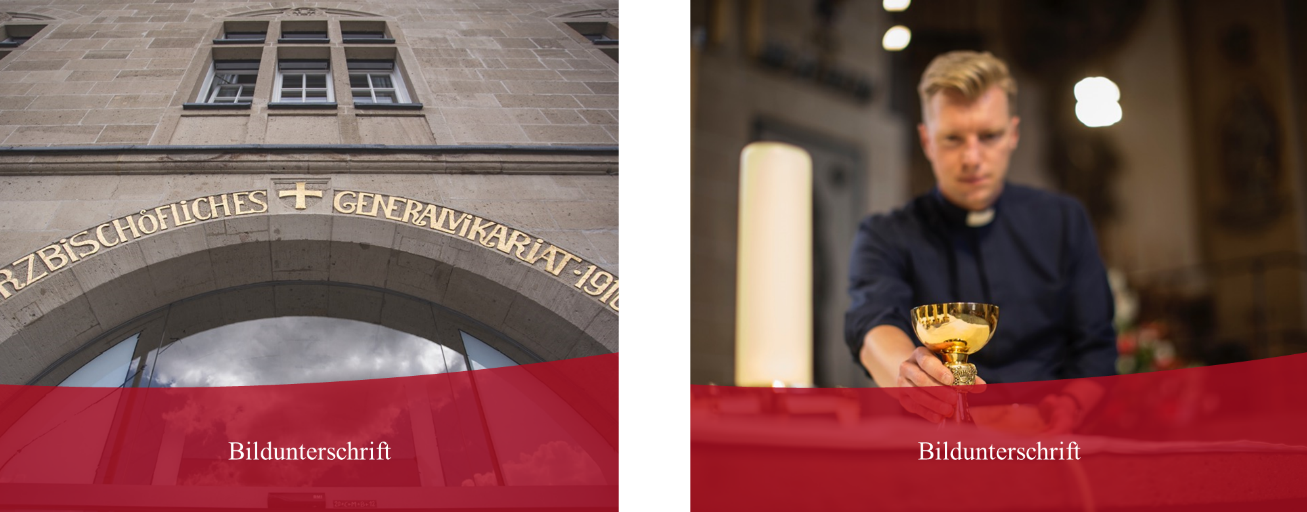 RZBISCHÖFLICHES + GENERALVIKARIAT-191
Bildunterschrift
Bildunterschrift